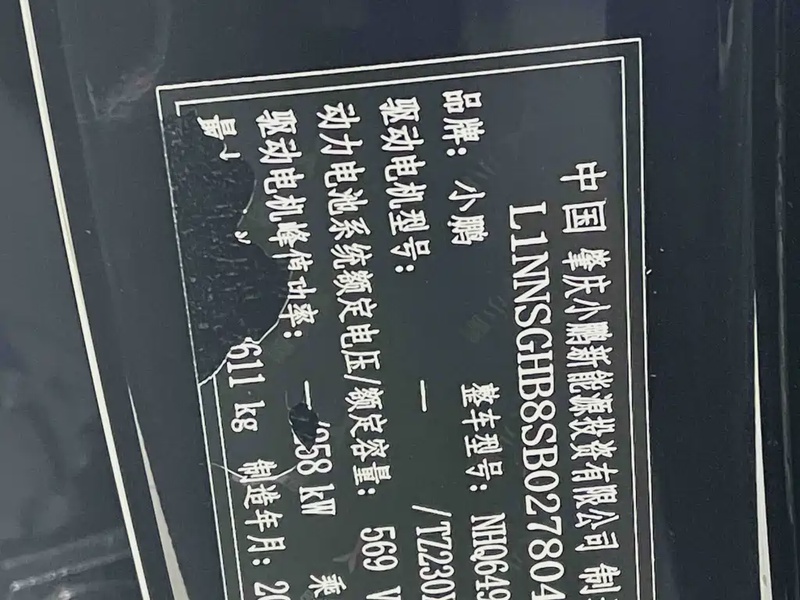 中国 肇庆小鹏新能源投资有限公司 制
L1NNSGHB8SB027804
品牌: 小鹏 整车型号: NHQ649
驱动电机型号: — /TZ230
动力电池系统额定电压/额定容量: 569 V
驱动电机峰值功率: —/258 kW 乘
最 611 kg 制造年月: 20